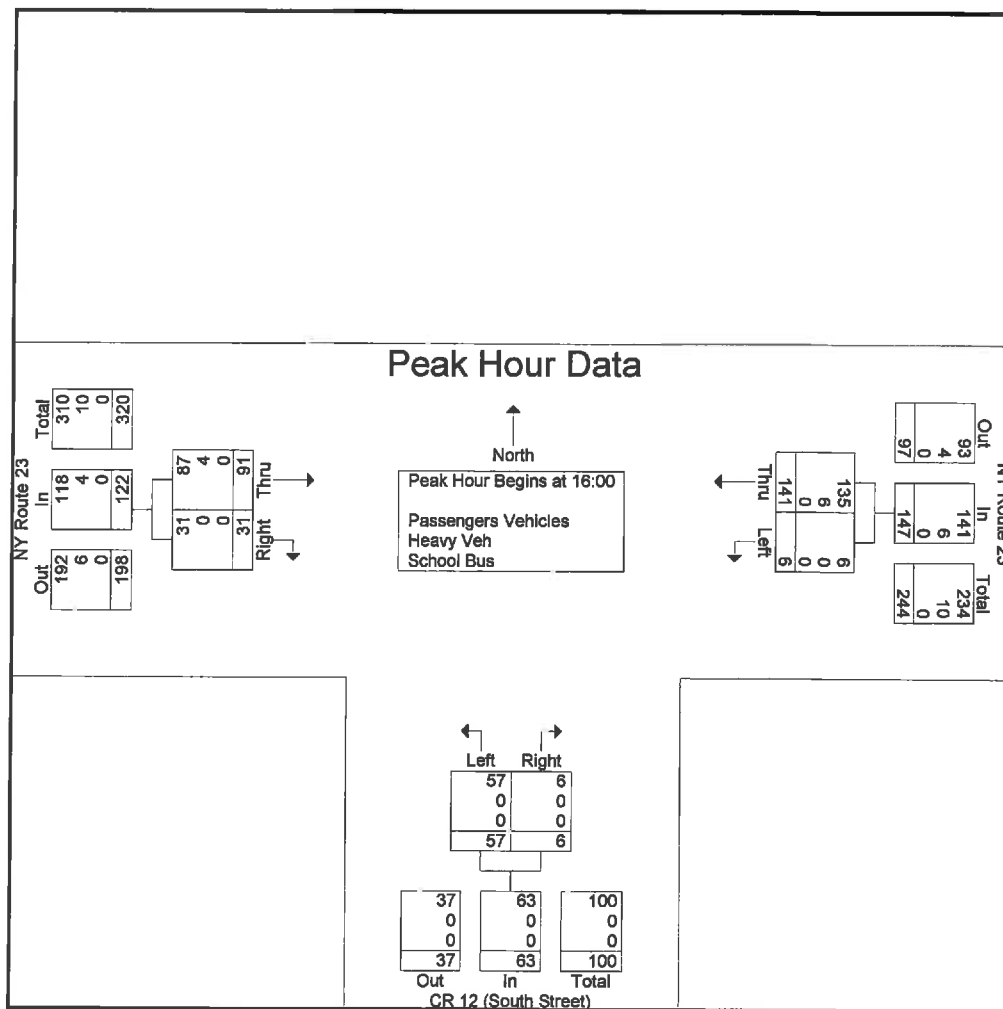 Peak Hour Data
North
Peak Hour Begins at 16:00
Passengers Vehicles
Heavy Veh
School Bus
NY Route 23
Total
310
10
0
320
In
118
4
0
122
Out
192
6
0
198
87
4
0
91
Thru
31
0
0
31
Right
NY Route 23
Out
93
4
0
97
In
141
6
0
147
Total
234
10
0
244
Thru
135
6
0
141
Left
6
0
0
6
Left Right
57 6
0 0
0 0
57 6
37 63 100
0 0 0
0 0 0
37 63 100
Out In Total
CR 12 (South Street)